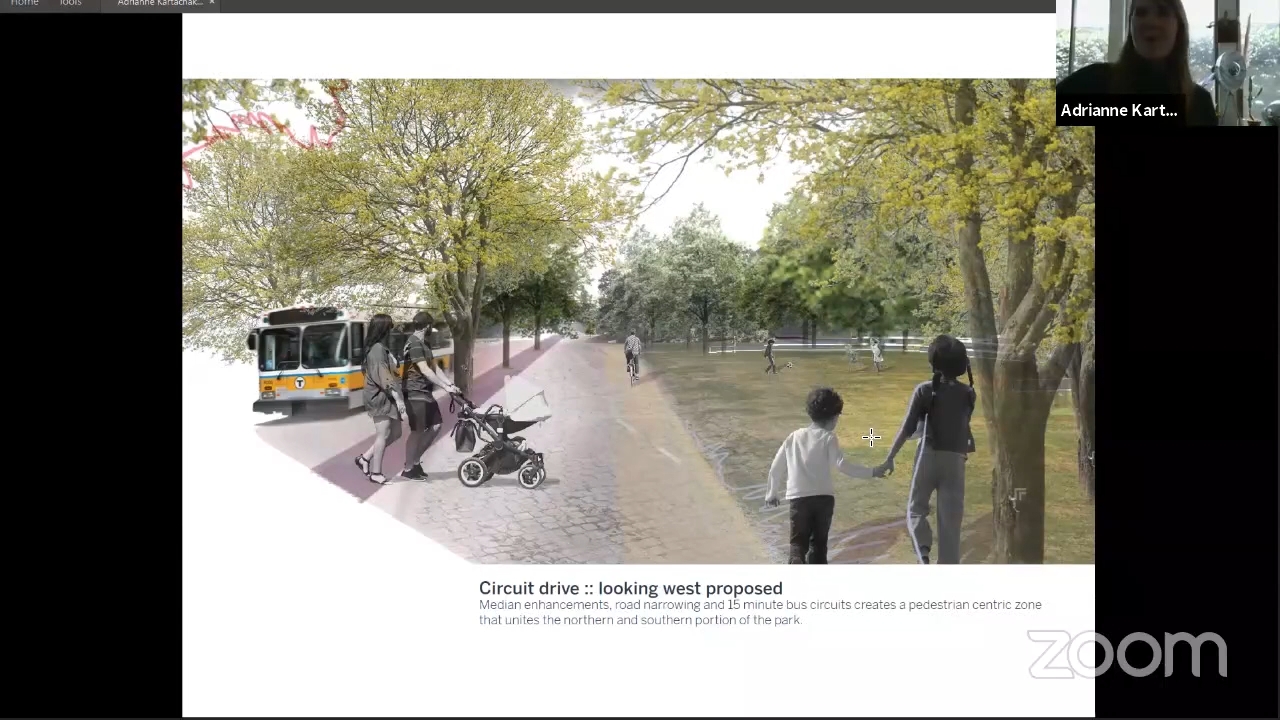 Home
Tools
Adrianne Kartachak... ×
Adrianne Kart...
T
Circuit drive :: looking west proposed
Median enhancements, road narrowing and 15 minute bus circuits creates a pedestrian centric zone
that unites the northern and southern portion of the park.
zoom